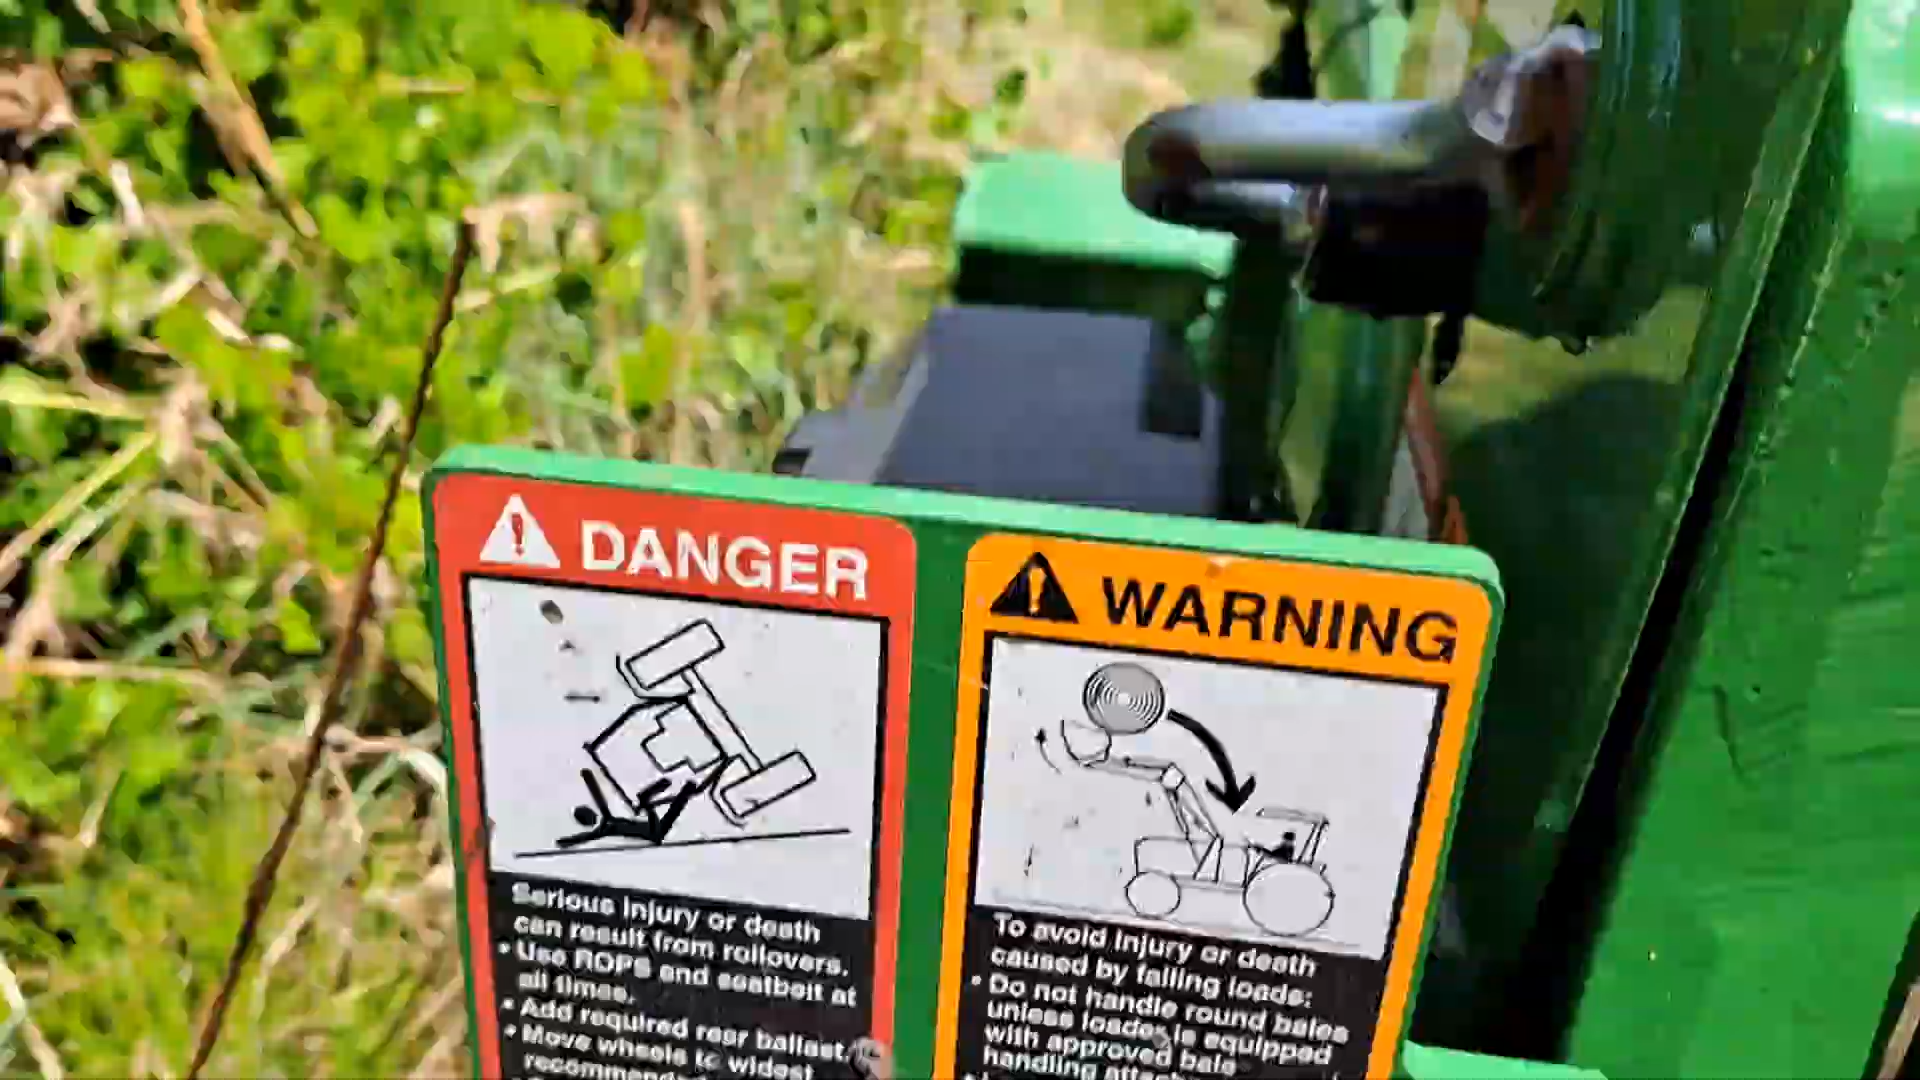 DANGER
Serious injury or death
can result from rollovers.
• Use ROPS and seatbelt at
all times.
• Add required rear ballast.
• Move wheels to widest
WARNING
To avoid injury or death
caused by falling loads:
• Do not handle round bales
unless loader is equipped
with approved bale
handling